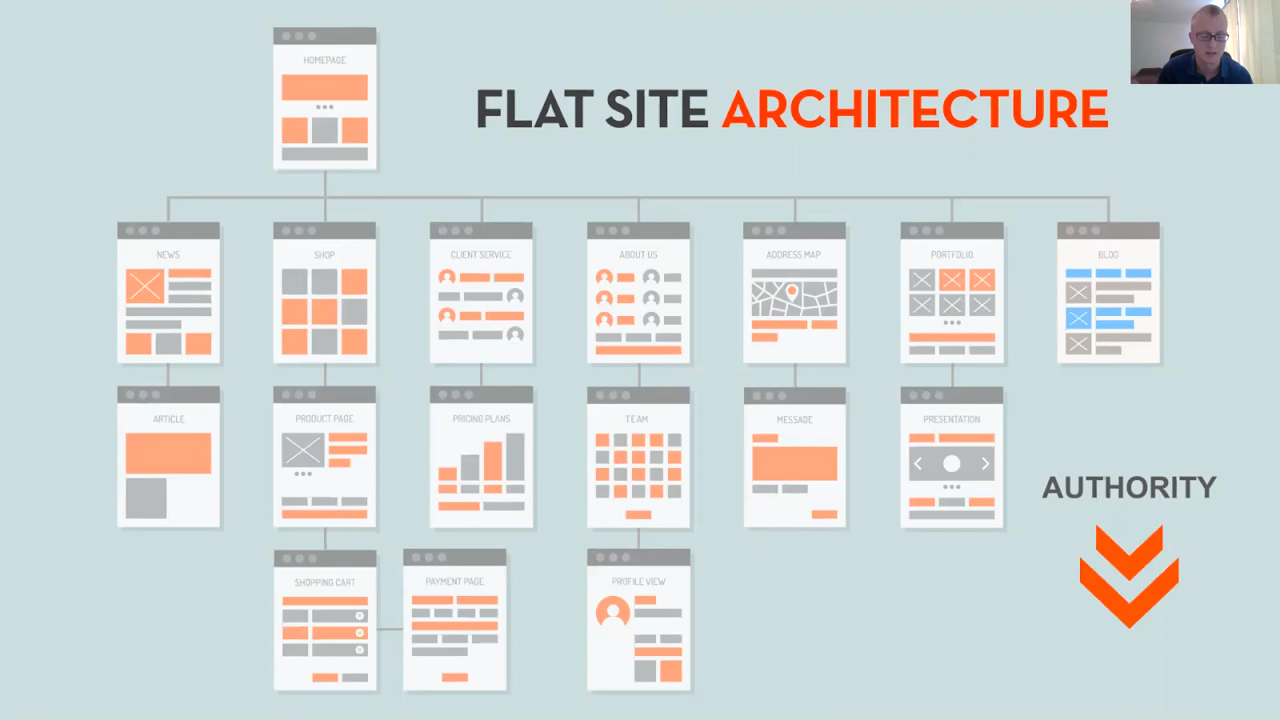 HOMEPAGE
FLAT SITE ARCHITECTURE
NEWS
SHOP
CLIENT SERVICE
ABOUT US
ADDRESS MAP
PORTFOLIO
BLOG
ARTICLE
PRODUCT PAGE
PRICING PLANS
TEAM
MESSAGE
PRESENTATION
AUTHORITY
SHOPPING CART
PAYMENT PAGE
PROFILE VIEW